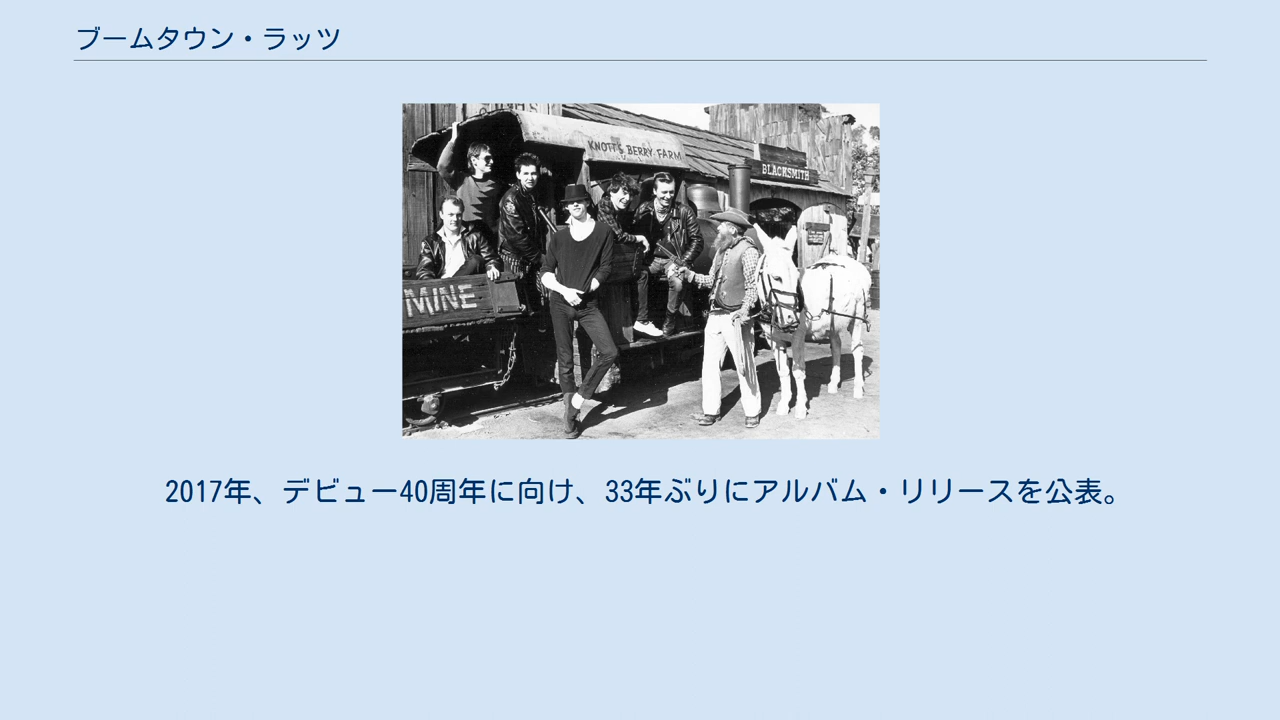 ブームタウン・ラッツ
KNOTT'S BERRY FARM
BLACKSMITH
MINE
2017年、デビュー40周年に向け、33年ぶりにアルバム・リリースを公表。